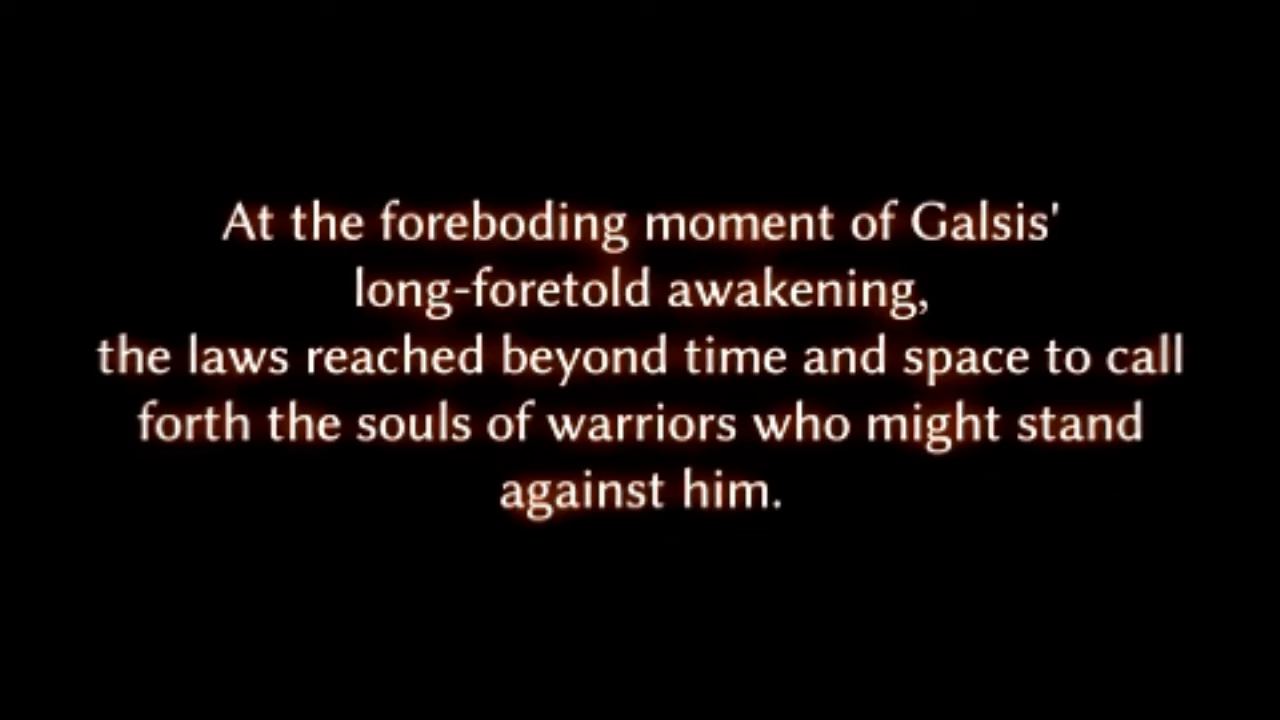 At the foreboding moment of Galsis'
long-foretold awakening,
the laws reached beyond time and space to call
forth the souls of warriors who might stand
against him.